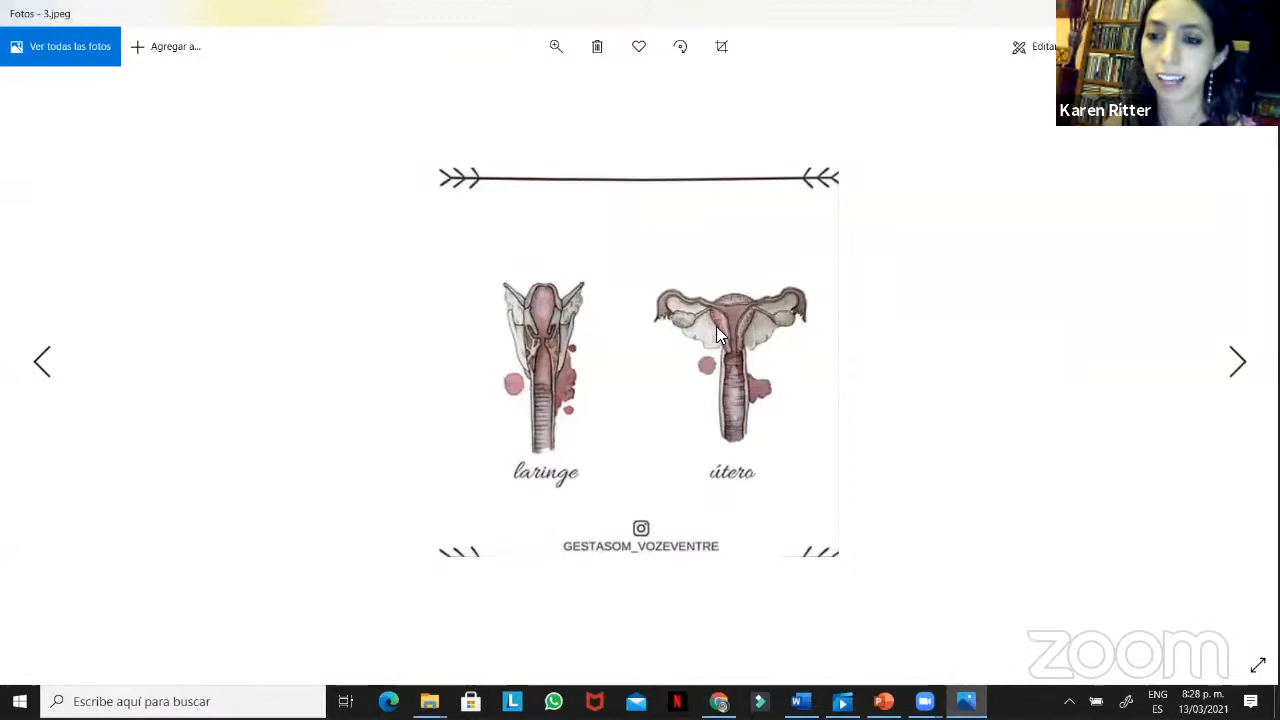 Fotos - 3.jpeg
Ver todas las fotos
Agregar a...
Editar
Karen Ritter
laringe
útero
GESTASOM_VOZEVENTRE
zoom
Escribe aquí para buscar
ENG
ES
8:28 p. m.
13/03/2021